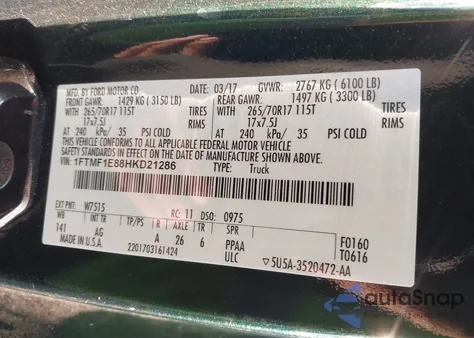 MFD. BY FORD MOTOR CO.
03/17 GVWR: 2767 KG ( 6100 LB)
FRONT GAWR: 1429 KG ( 3150 LB) REAR GAWR: 1497 KG ( 3300 LB)
WITH 265/70R17 115T TIRES WITH 265/70R17 115T TIRES
17x7.5J RIMS 17x7.5J RIMS
AT 240 kPa/ 35 PSI COLD AT 240 kPa/ 35 PSI COLD
THIS VEHICLE CONFORMS TO ALL APPLICABLE FEDERAL MOTOR VEHICLE
SAFETY STANDARDS IN EFFECT ON THE DATE OF MANUFACTURE SHOWN ABOVE.
VIN: 1FTMF1E88HKD21286 TYPE: Truck
EXT PNT: W7515 RC: 11 DSO: 0975
WB INT TR TP/PS R AXLE TR SPR
141 AG A 26 6 PPAA F0160
MADE IN U.S.A. 2201703161424 ULC T0616
5U5A-3520472-AA
autoSnap